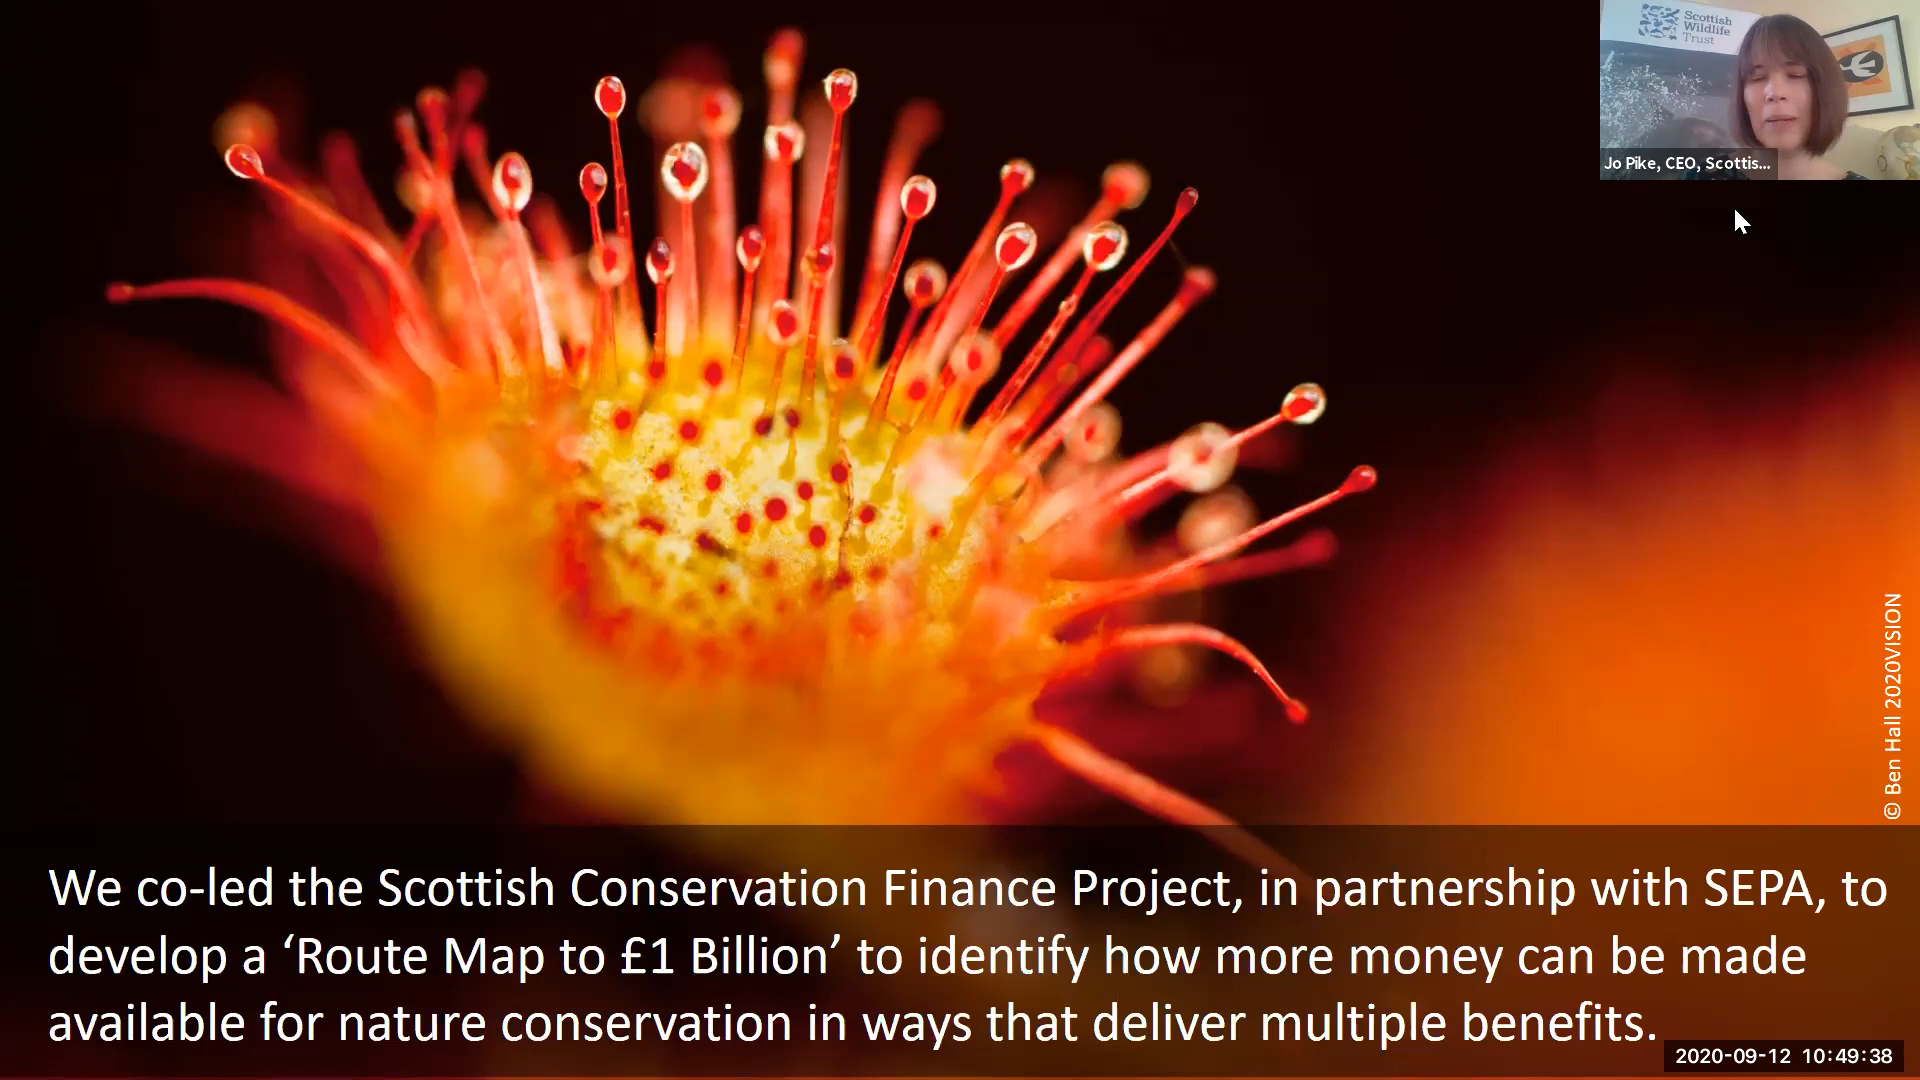 Scottish
Wildlife
Trust
Jo Pike, CEO, Scottis...
© Ben Hall 2020VISION
We co-led the Scottish Conservation Finance Project, in partnership with SEPA, to
develop a ‘Route Map to £1 Billion’ to identify how more money can be made
available for nature conservation in ways that deliver multiple benefits.
2020-09-12 10:49:38